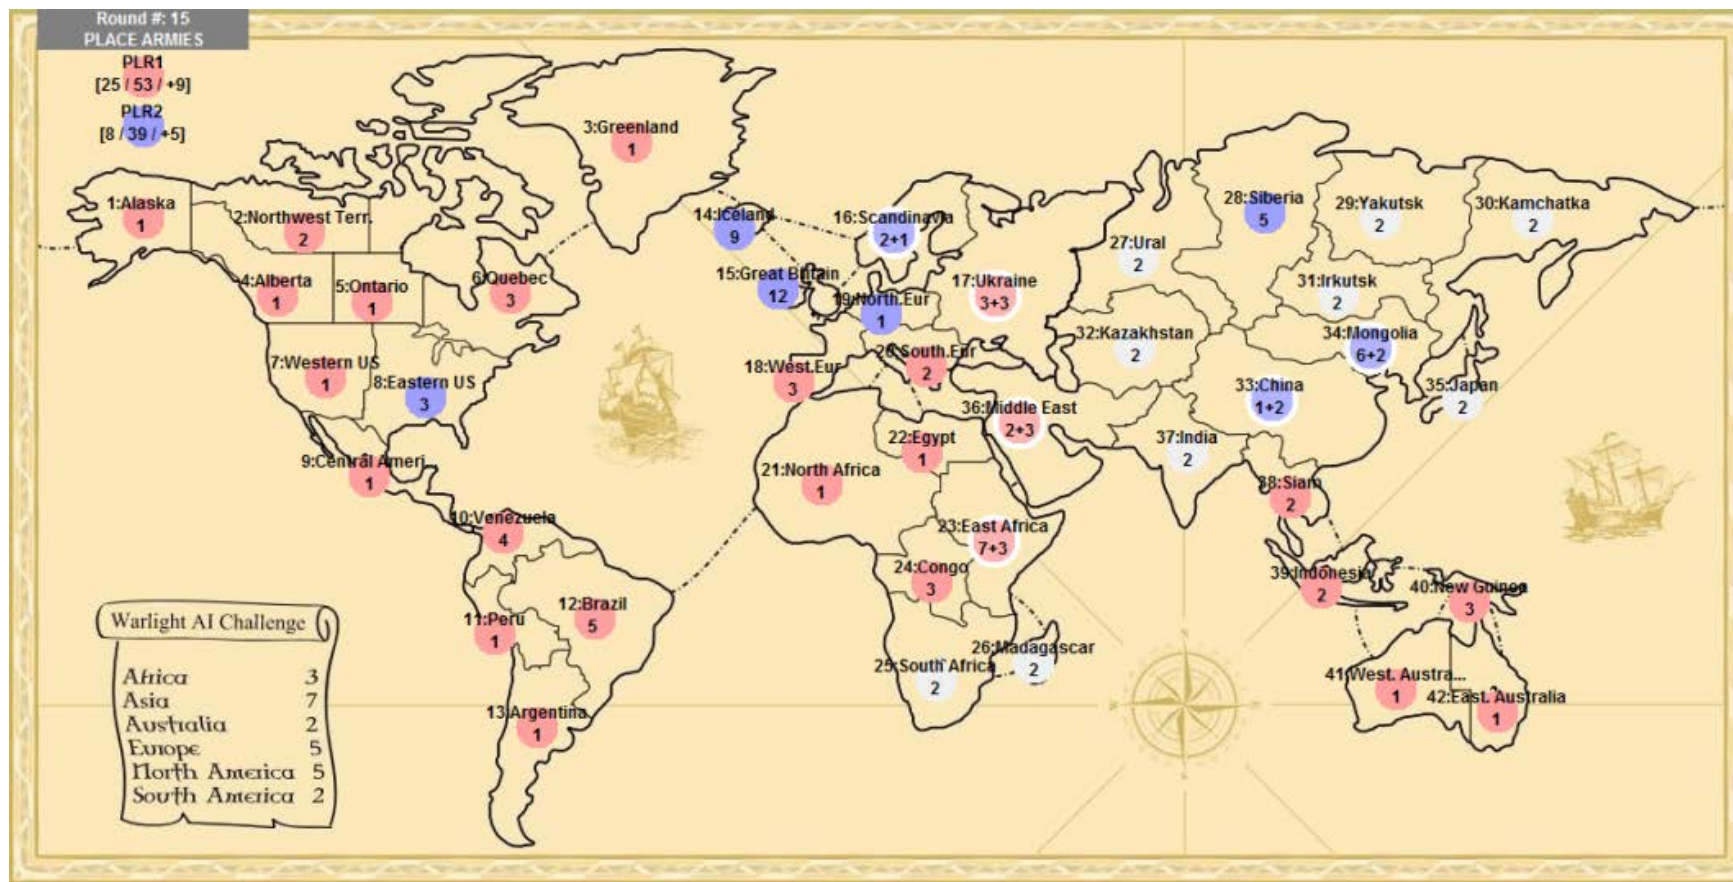 Round #: 15
PLACE ARMIES
PLR1
[25 / 53 / +9]
PLR2
[8 / 39 / +5]
3:Greenland
1
1:Alaska
1
2:Northwest Terr.
2
14:Iceland
9
16:Scandinavia
2+1
28:Siberia
5
29:Yakutsk
2
30:Kamchatka
2
27:Ural
2
4:Alberta
1
5:Ontario
1
6:Quebec
3
15:Great Britain
12
19:North.Eur
1
17:Ukraine
3+3
31:Irkutsk
2
32:Kazakhstan
2
34:Mongolia
6+2
7:Western US
1
8:Eastern US
3
18:West.Eur
3
20:South.Eur
2
33:China
1+2
35:Japan
2
36:Middle East
2+3
22:Egypt
1
37:India
2
9:Central Ameri
1
21:North Africa
1
38:Siam
2
10:Venezuela
4
23:East Africa
7+3
24:Congo
3
39:Indonesia
2
40:New Guinea
3
11:Peru
1
12:Brazil
5
25:South Africa
2
26:Madagascar
2
41:West. Austra...
1
42:East. Australia
1
13:Argentina
1
Warlight AI Challenge
Africa 3
Asia 7
Australia 2
Europe 5
North America 5
South America 2